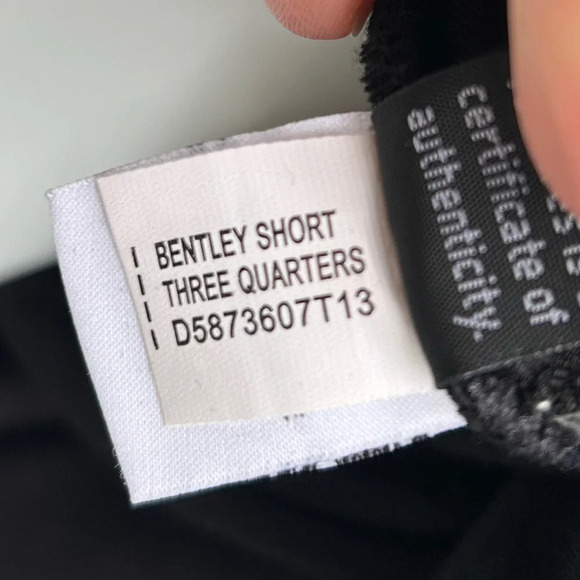 BENTLEY SHORT
THREE QUARTERS
D5873607T13
certificate of
authenticity.